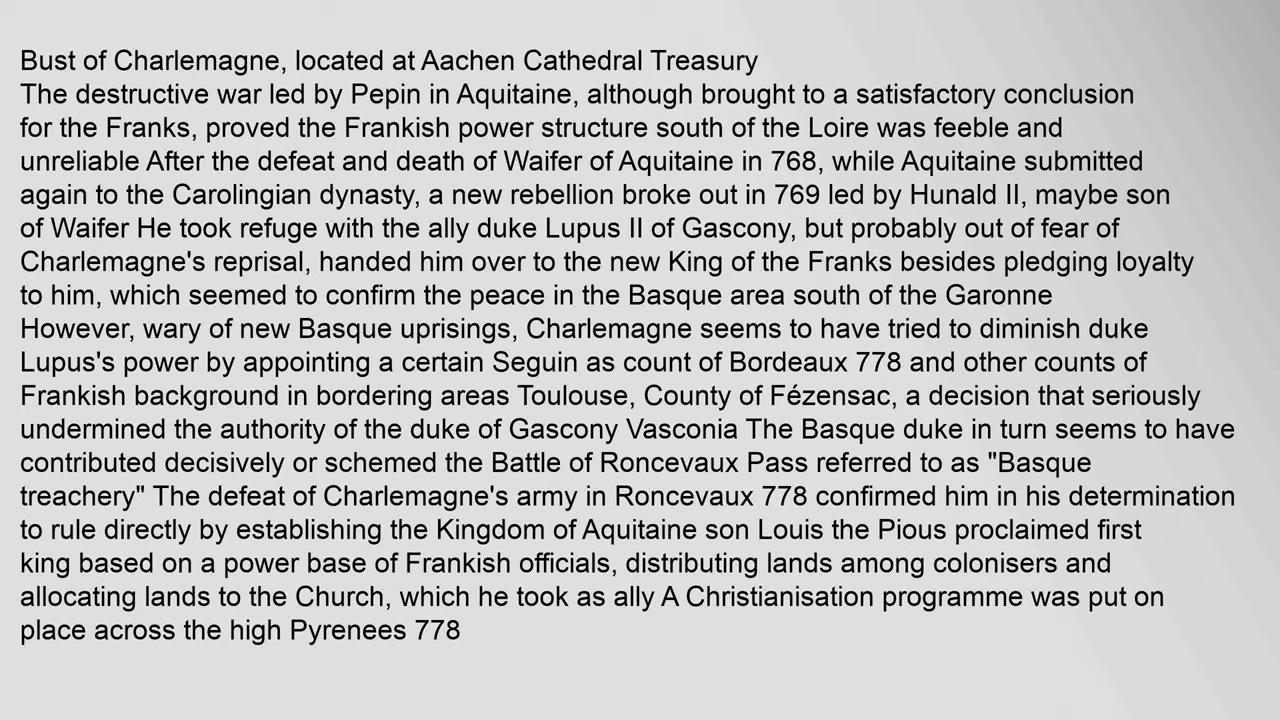 Bust of Charlemagne, located at Aachen Cathedral Treasury
The destructive war led by Pepin in Aquitaine, although brought to a satisfactory conclusion
for the Franks, proved the Frankish power structure south of the Loire was feeble and
unreliable After the defeat and death of Waifer of Aquitaine in 768, while Aquitaine submitted
again to the Carolingian dynasty, a new rebellion broke out in 769 led by Hunald II, maybe son
of Waifer He took refuge with the ally duke Lupus II of Gascony, but probably out of fear of
Charlemagne's reprisal, handed him over to the new King of the Franks besides pledging loyalty
to him, which seemed to confirm the peace in the Basque area south of the Garonne
However, wary of new Basque uprisings, Charlemagne seems to have tried to diminish duke
Lupus's power by appointing a certain Seguin as count of Bordeaux 778 and other counts of
Frankish background in bordering areas Toulouse, County of Fézensac, a decision that seriously
undermined the authority of the duke of Gascony Vasconia The Basque duke in turn seems to have
contributed decisively or schemed the Battle of Roncevaux Pass referred to as "Basque
treachery" The defeat of Charlemagne's army in Roncevaux 778 confirmed him in his determination
to rule directly by establishing the Kingdom of Aquitaine son Louis the Pious proclaimed first
king based on a power base of Frankish officials, distributing lands among colonisers and
allocating lands to the Church, which he took as ally A Christianisation programme was put on
place across the high Pyrenees 778